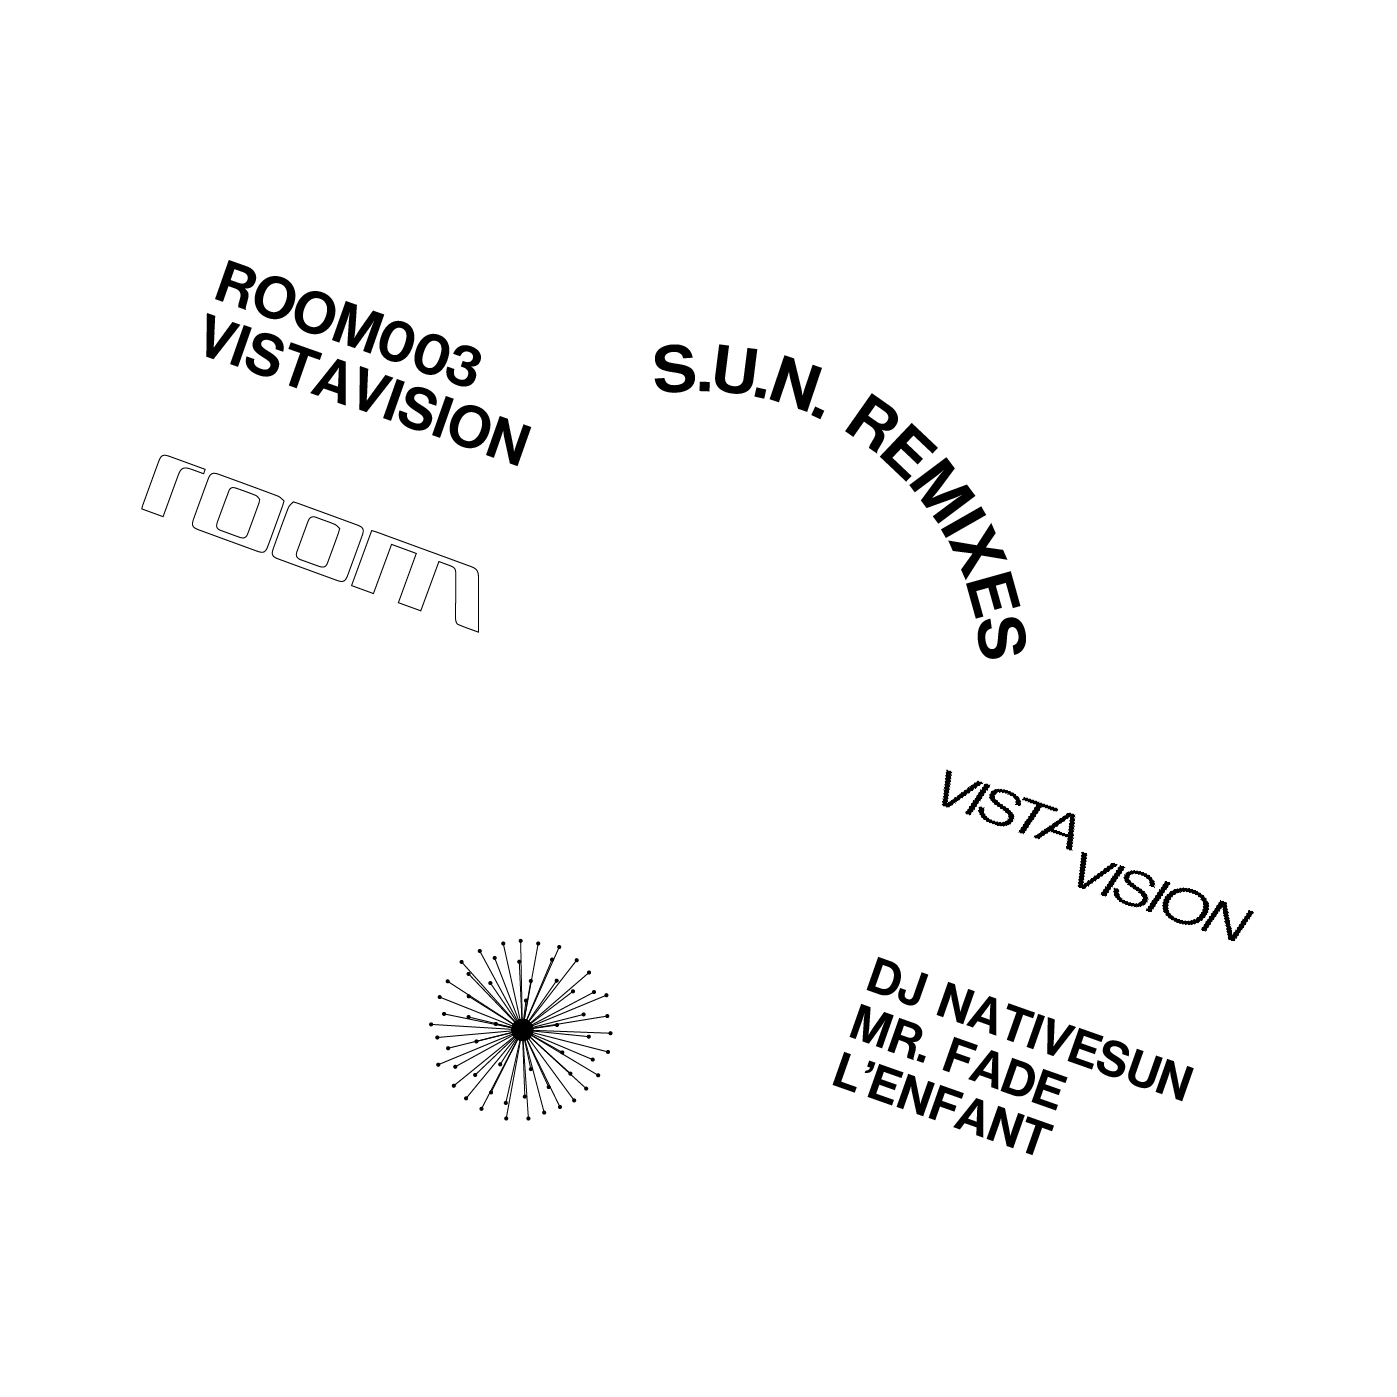 ROOM003
VISTAVISION
room
S.U.N. REMIXES
VISTA
VISION
DJ NATIVESUN
MR. FADE
L'ENFANT